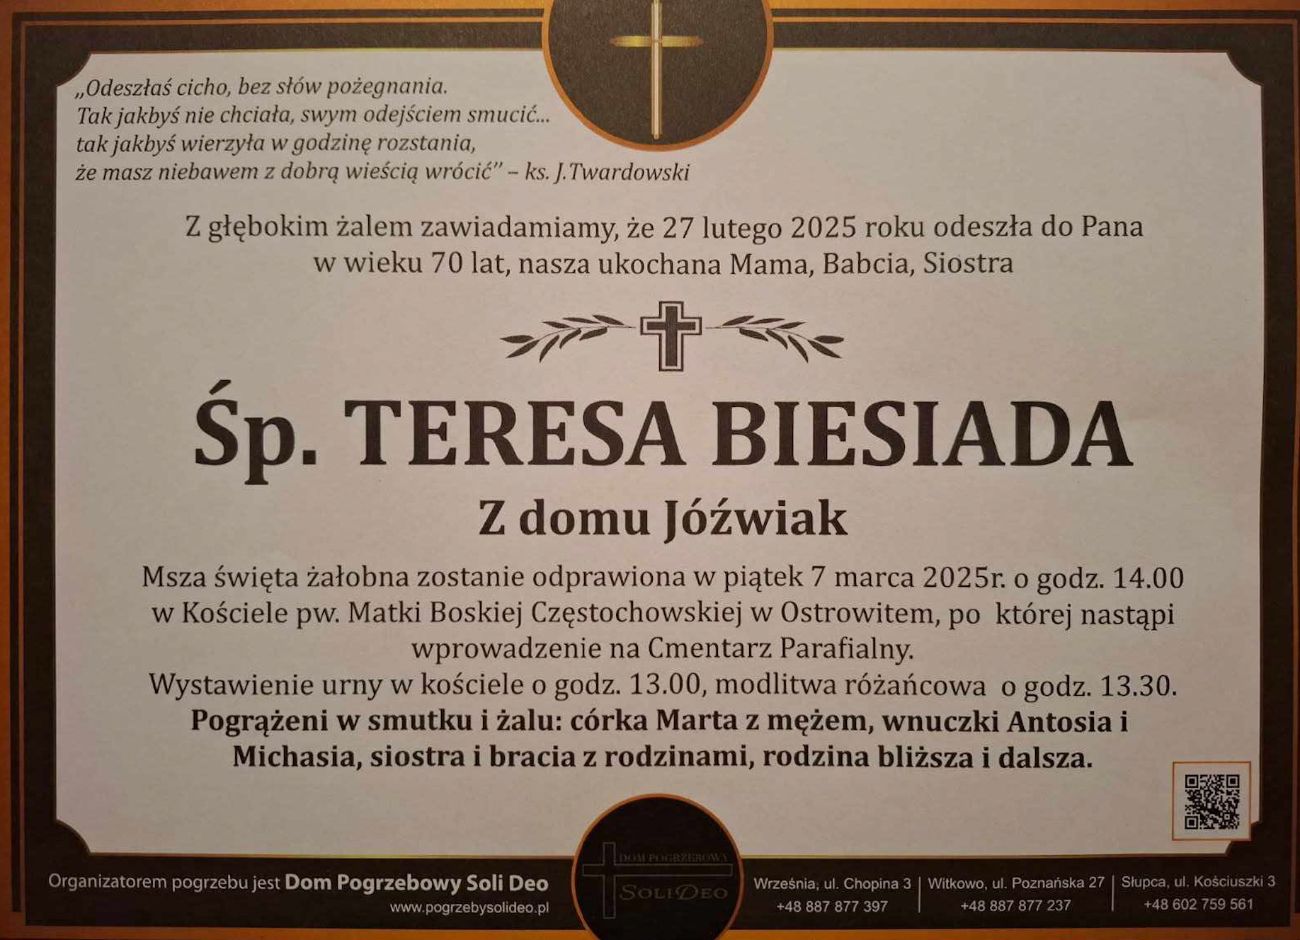 „Odeszłaś cicho, bez słów pożegnania.
Tak jakbyś nie chciała, swym odejściem smucić...
tak jakbyś wierzyła w godzinę rozstania,
że masz niebawem z dobrą wieścią wrócić” – ks. J.Twardowski
Z głębokim żalem zawiadamiamy, że 27 lutego 2025 roku odeszła do Pana
w wieku 70 lat, nasza ukochana Mama, Babcia, Siostra
Śp. TERESA BIESIADA
Z domu Jóźwiak
Msza święta żałobna zostanie odprawiona w piątek 7 marca 2025r. o godz. 14.00
w Kościele pw. Matki Boskiej Częstochowskiej w Ostrowitem, po której nastąpi
wprowadzenie na Cmentarz Parafialny.
Wystawienie urny w kościele o godz. 13.00, modlitwa różańcowa o godz. 13.30.
Pogrążeni w smutku i żalu: córka Marta z mężem, wnuczki Antosia i
Michasia, siostra i bracia z rodzinami, rodzina bliższa i dalsza.
Organizatorem pogrzebu jest Dom Pogrzebowy Soli Deo
www.pogrzebysolideo.pl
DOM POGRZEBOWY
SOLI DEO
Września, ul. Chopina 3
+48 887 877 397
Witkowo, ul. Poznańska 27
+48 887 877 237
Słupca, ul. Kościuszki 3
+48 602 759 561